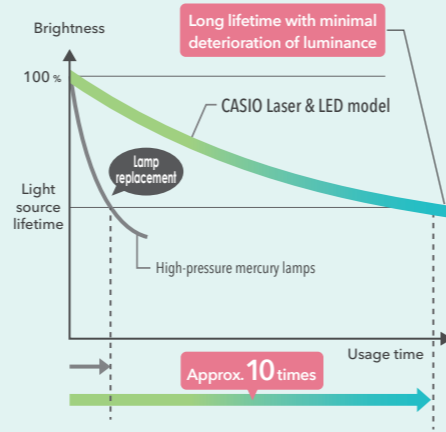 Long lifetime with minimal
deterioration of luminance
Brightness
100 %
CASIO Laser & LED model
Lamp
replacement
Light
source
lifetime
High-pressure mercury lamps
Usage time
Approx. 10 times